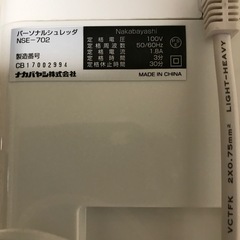 パーソナルシュレッダ
NSE-702
製造番号
CB17002994
ナカバヤシ株式会社
Nakabayashi
定格電圧 100V
定格周波数 50/60Hz
定格電流 1.8A
定格時間 3分
定格休止時間 30分
MADE IN CHINA
VCTFK 2X0.75mm² LIGHT-HEAVY